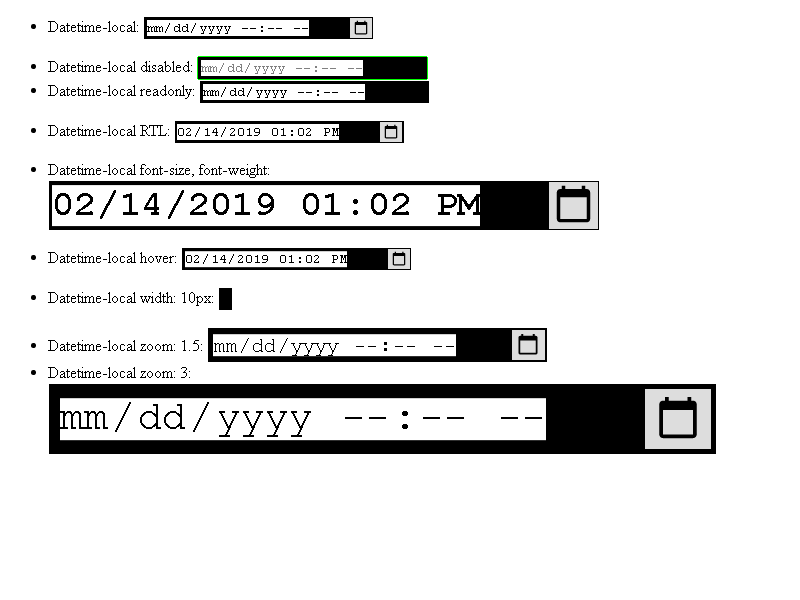 Datetime-local: mm/dd/yyyy --:-- --
Datetime-local disabled: mm/dd/yyyy --:-- --
Datetime-local readonly: mm/dd/yyyy --:-- --
Datetime-local RTL: 02/14/2019 01:02 PM
Datetime-local font-size, font-weight:
02/14/2019 01:02 PM
Datetime-local hover: 02/14/2019 01:02 PM
Datetime-local width: 10px:
Datetime-local zoom: 1.5: mm/dd/yyyy --:-- --
Datetime-local zoom: 3:
mm/dd/yyyy --:-- --